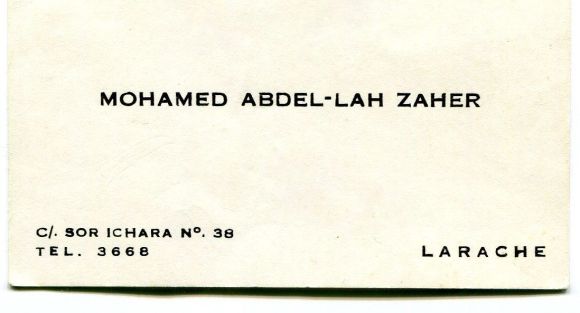 MOHAMED ABDEL-LAH ZAHER
C/. SOR ICHARA Nº. 38
TEL. 3668
LARACHE